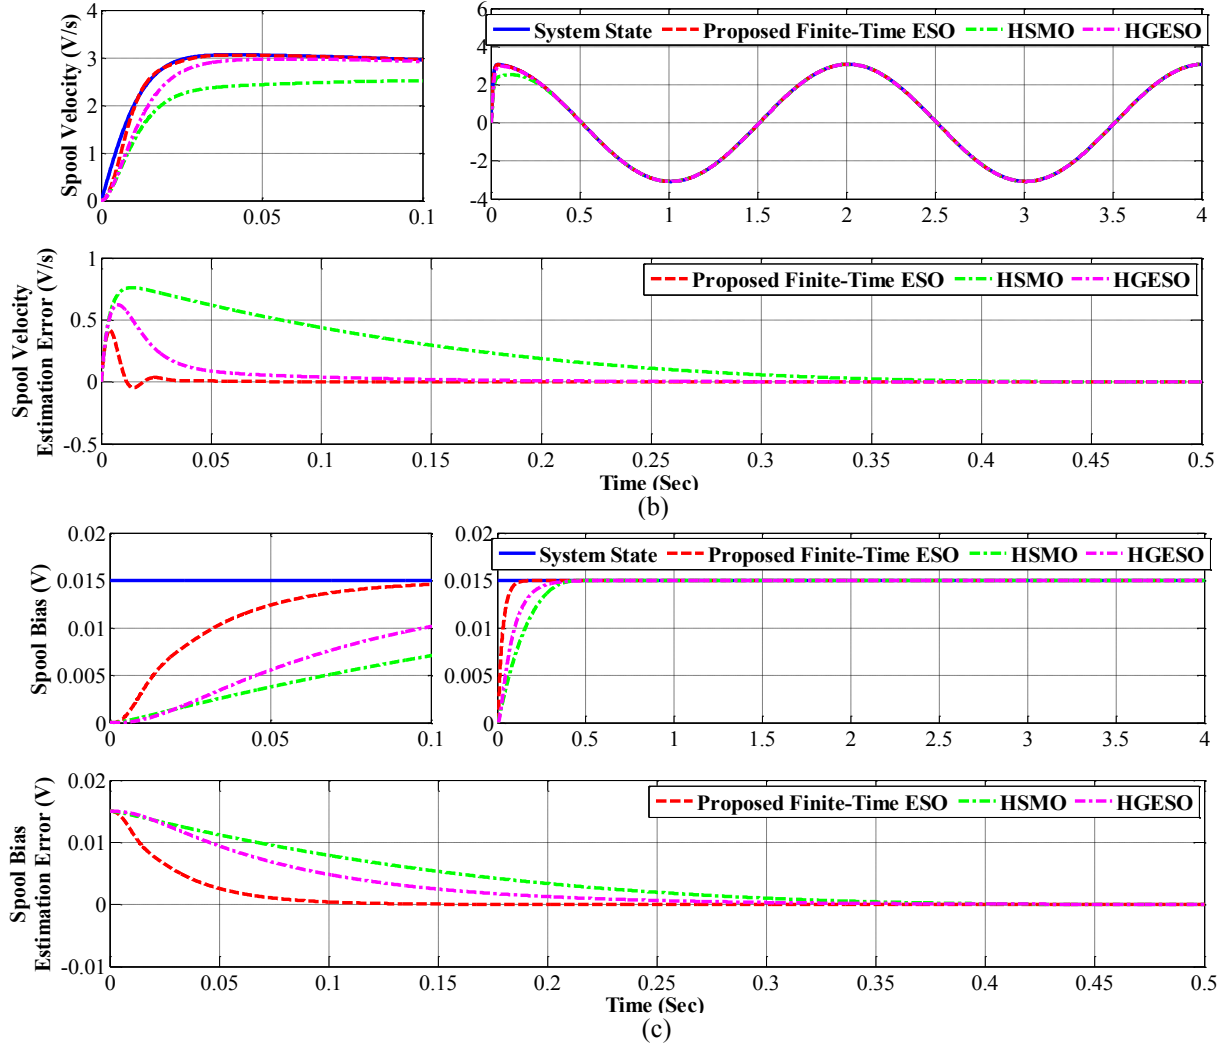 Spool Velocity (V/s)
4
3
2
1
0
0 0.05 0.1
6
System State Proposed Finite-Time ESO HSMO HGESO
4
2
0
-2
-4
0 0.5 1 1.5 2 2.5 3 3.5 4
Spool Velocity
Estimation Error (V/s)
1
Proposed Finite-Time ESO HSMO HGESO
0.5
0
-0.5
0 0.05 0.1 0.15 0.2 0.25 0.3 0.35 0.4 0.45 0.5
Time (Sec)
(b)
Spool Bias (V)
0.02
0.015
0.01
0.005
0
0 0.05 0.1
0.02
System State Proposed Finite-Time ESO HSMO HGESO
0.015
0.01
0.005
0
0 0.5 1 1.5 2 2.5 3 3.5 4
Spool Bias
Estimation Error (V)
0.02
Proposed Finite-Time ESO HSMO HGESO
0.01
0
-0.01
0 0.05 0.1 0.15 0.2 0.25 0.3 0.35 0.4 0.45 0.5
Time (Sec)
(c)